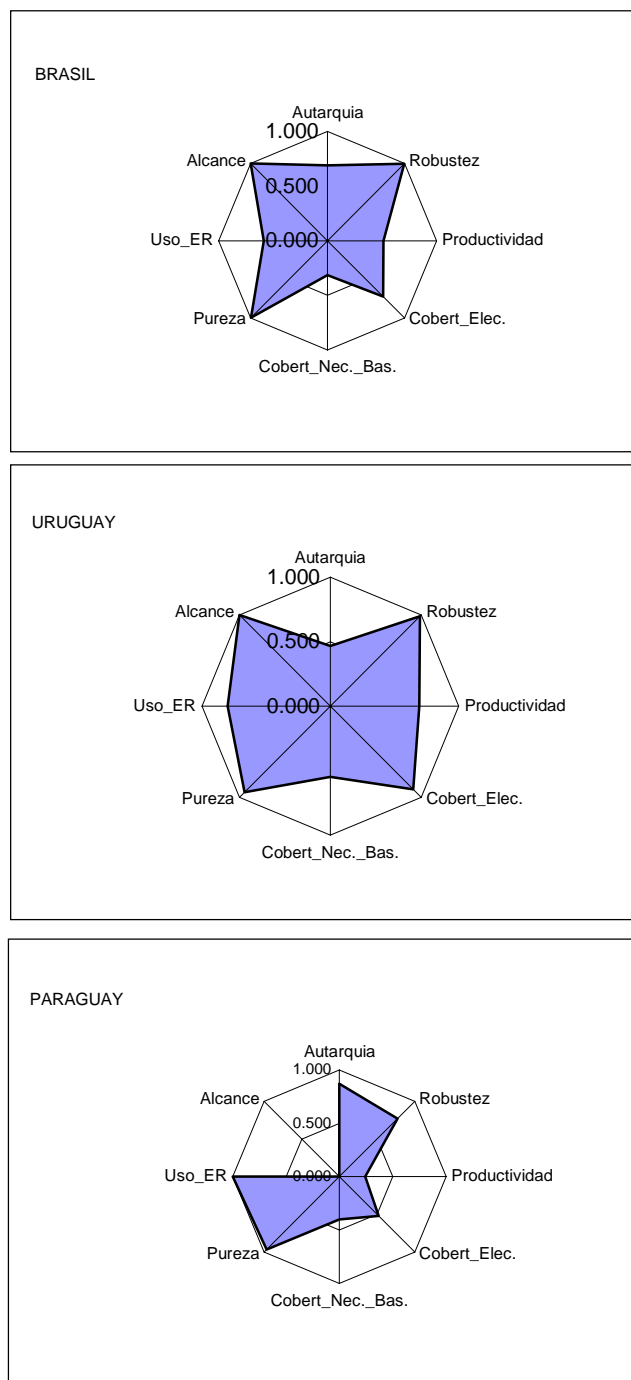 BRASIL
Autarquia
1.000
Alcance
Robustez
0.500
Uso_ER
0.000
Productividad
Pureza
Cobert_Elec.
Cobert_Nec._Bas.
URUGUAY
Autarquia
1.000
Alcance
Robustez
0.500
Uso_ER
0.000
Productividad
Pureza
Cobert_Elec.
Cobert_Nec._Bas.
PARAGUAY
Autarquia
1.000
Alcance
Robustez
0.500
Uso_ER
0.000
Productividad
Pureza
Cobert_Elec.
Cobert_Nec._Bas.